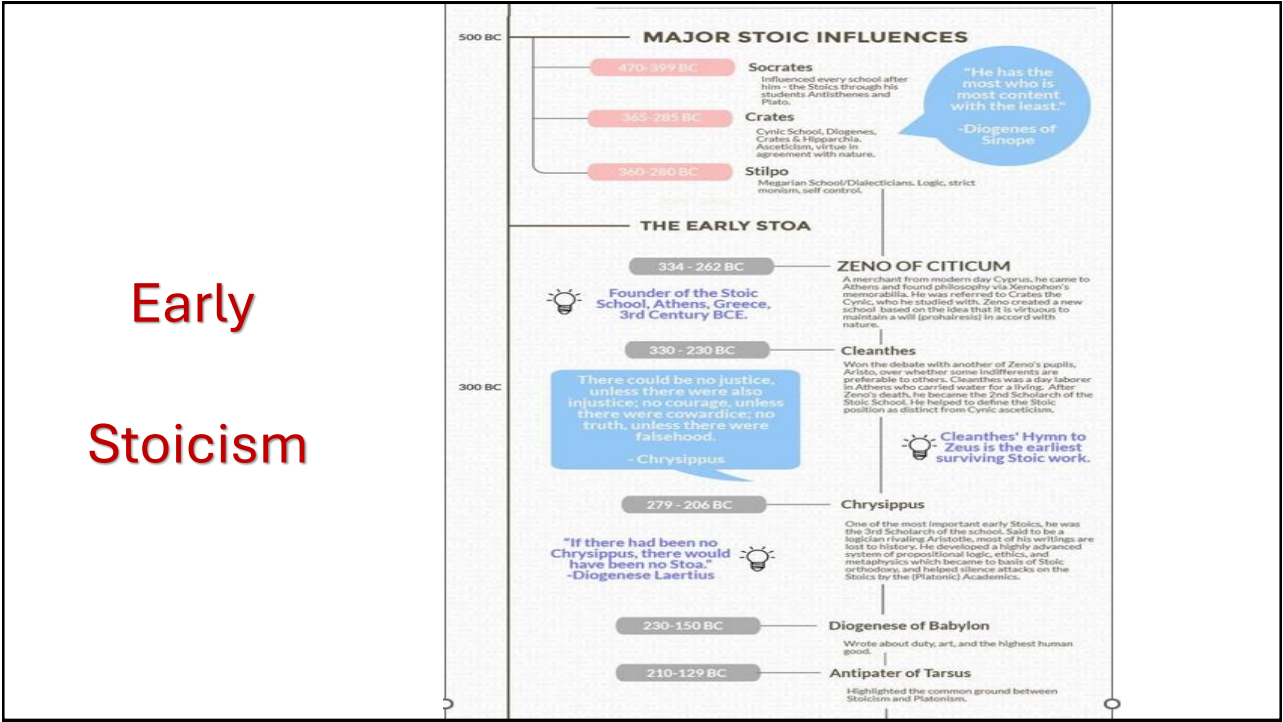 Early
Stoicism
500 BC
MAJOR STOIC INFLUENCES
470-399 BC
Socrates
Influenced every school after
him - the Stoics through his
students Antisthenes and
Plato.
"He has the
most who is
most content
with the least."
-Diogenes of
Sinope
365-285 BC
Crates
Cynic School, Diogenes,
Crates & Hipparchia.
Asceticism, virtue in
agreement with nature.
360-280 BC
Stilpo
Megarian School/Dialecticians. Logic, strict
monism, self control.
THE EARLY STOA
334 - 262 BC
ZENO OF CITICUM
A merchant from modern day Cyprus, he came to
Athens and found philosophy via Xenophon's
memorabilia. He was referred to Crates the
Cynic, who he studied with. Zeno created a new
school based on the idea that it is virtuous to
maintain a will (prohairesis) in accord with
nature.
Founder of the Stoic
School, Athens, Greece,
3rd Century BCE.
330 - 230 BC
Cleanthes
Won the debate with another of Zeno's pupils,
Aristo, over whether some indifferents are
preferable to others. Cleanthes was a day laborer
in Athens who carried water for a living. After
Zeno's death, he became the 2nd Scholarch of the
Stoic School. He helped to define the Stoic
position as distinct from Cynic asceticism.
300 BC
There could be no justice,
unless there were also
injustice; no courage, unless
there were cowardice; no
truth, unless there were
falsehood.
- Chrysippus
Cleanthes' Hymn to
Zeus is the earliest
surviving Stoic work.
279 - 206 BC
Chrysippus
One of the most important early Stoics, he was
the 3rd Scholarch of the school. Said to be a
logician rivaling Aristotle, most of his writings are
lost to history. He developed a highly advanced
system of propositional logic, ethics, and
metaphysics which became to basis of Stoic
orthodoxy, and helped silence attacks on the
Stoics by the (Platonic) Academics.
"If there had been no
Chrysippus, there would
have been no Stoa."
-Diogenese Laertius
230-150 BC
Diogenese of Babylon
Wrote about duty, art, and the highest human
good.
210-129 BC
Antipater of Tarsus
Highlighted the common ground between
Stoicism and Platonism.